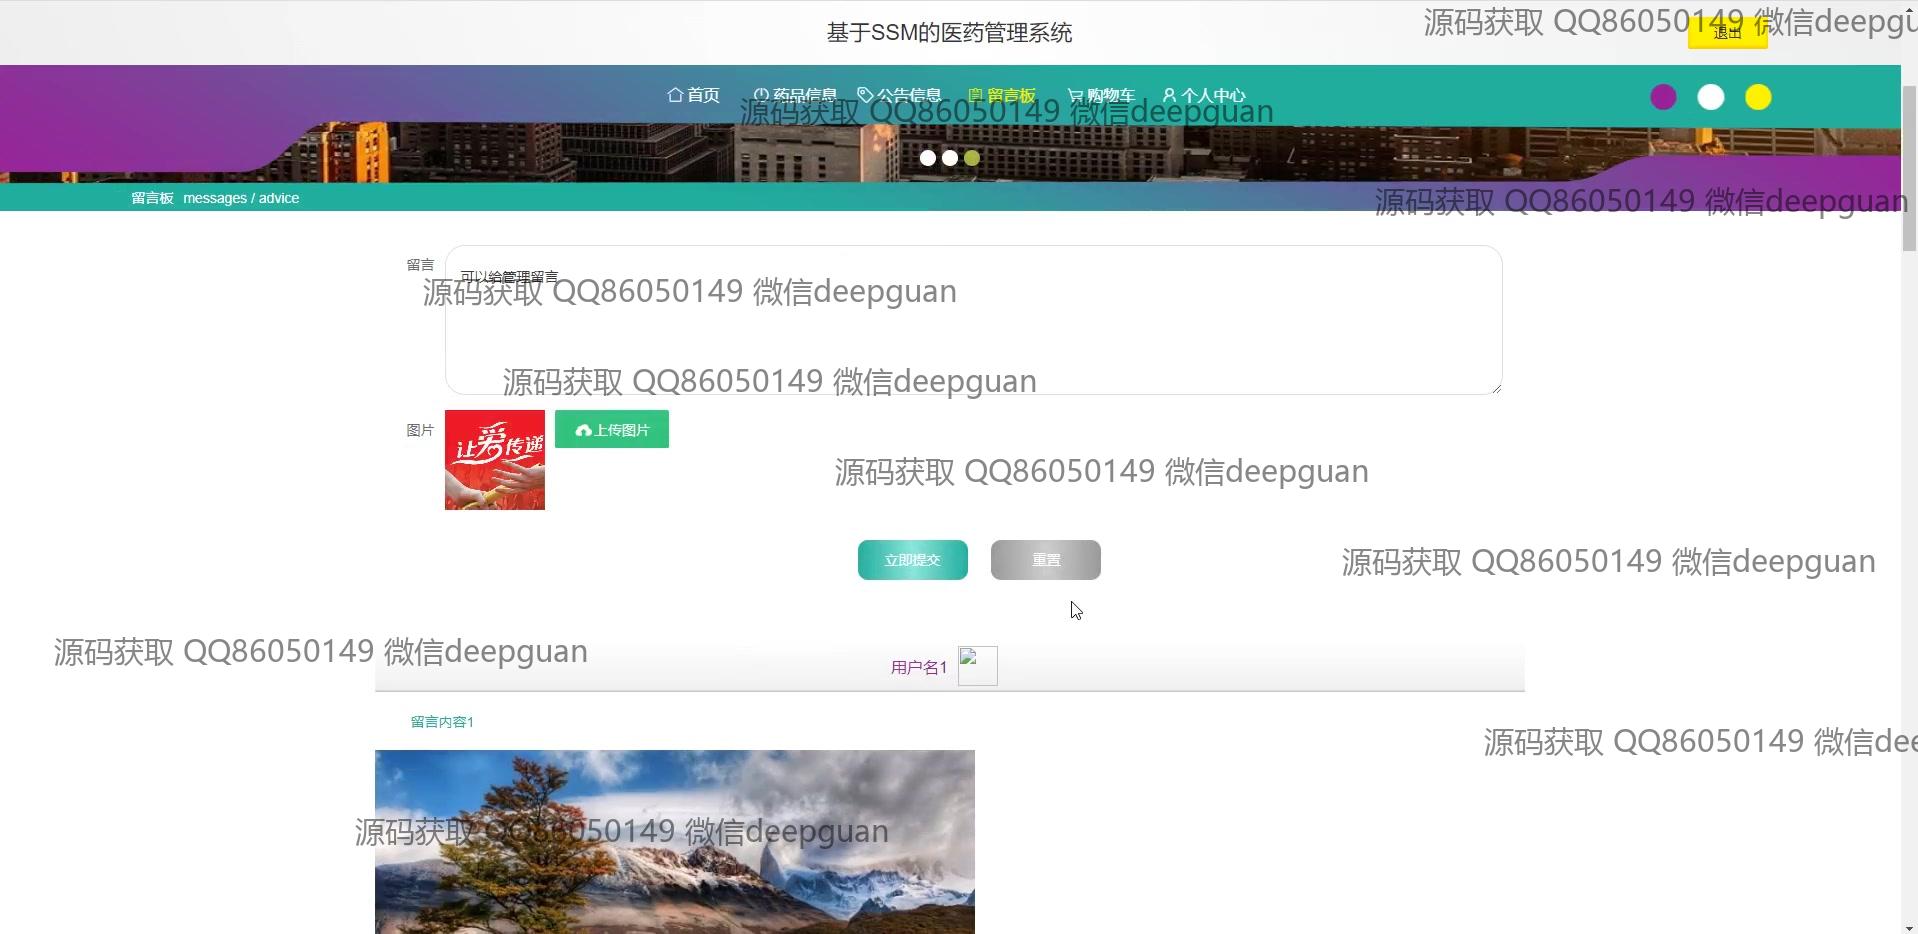 基于SSM的医药管理系统
源码获取 QQ86050149 微信deepgu
退出
首页 药品信息 公告信息 留言板 购物车 个人中心
源码获取 QQ86050149 微信deepguan
留言板 messages / advice
源码获取 QQ86050149 微信deepguan
留言
可以给管理留言
源码获取 QQ86050149 微信deepguan
源码获取 QQ86050149 微信deepguan
图片
让爱传递
上传图片
源码获取 QQ86050149 微信deepguan
立即提交 重置
源码获取 QQ86050149 微信deepguan
源码获取 QQ86050149 微信deepguan
用户名1
留言内容1
源码获取 QQ86050149 微信dee
源码获取 QQ86050149 微信deepguan